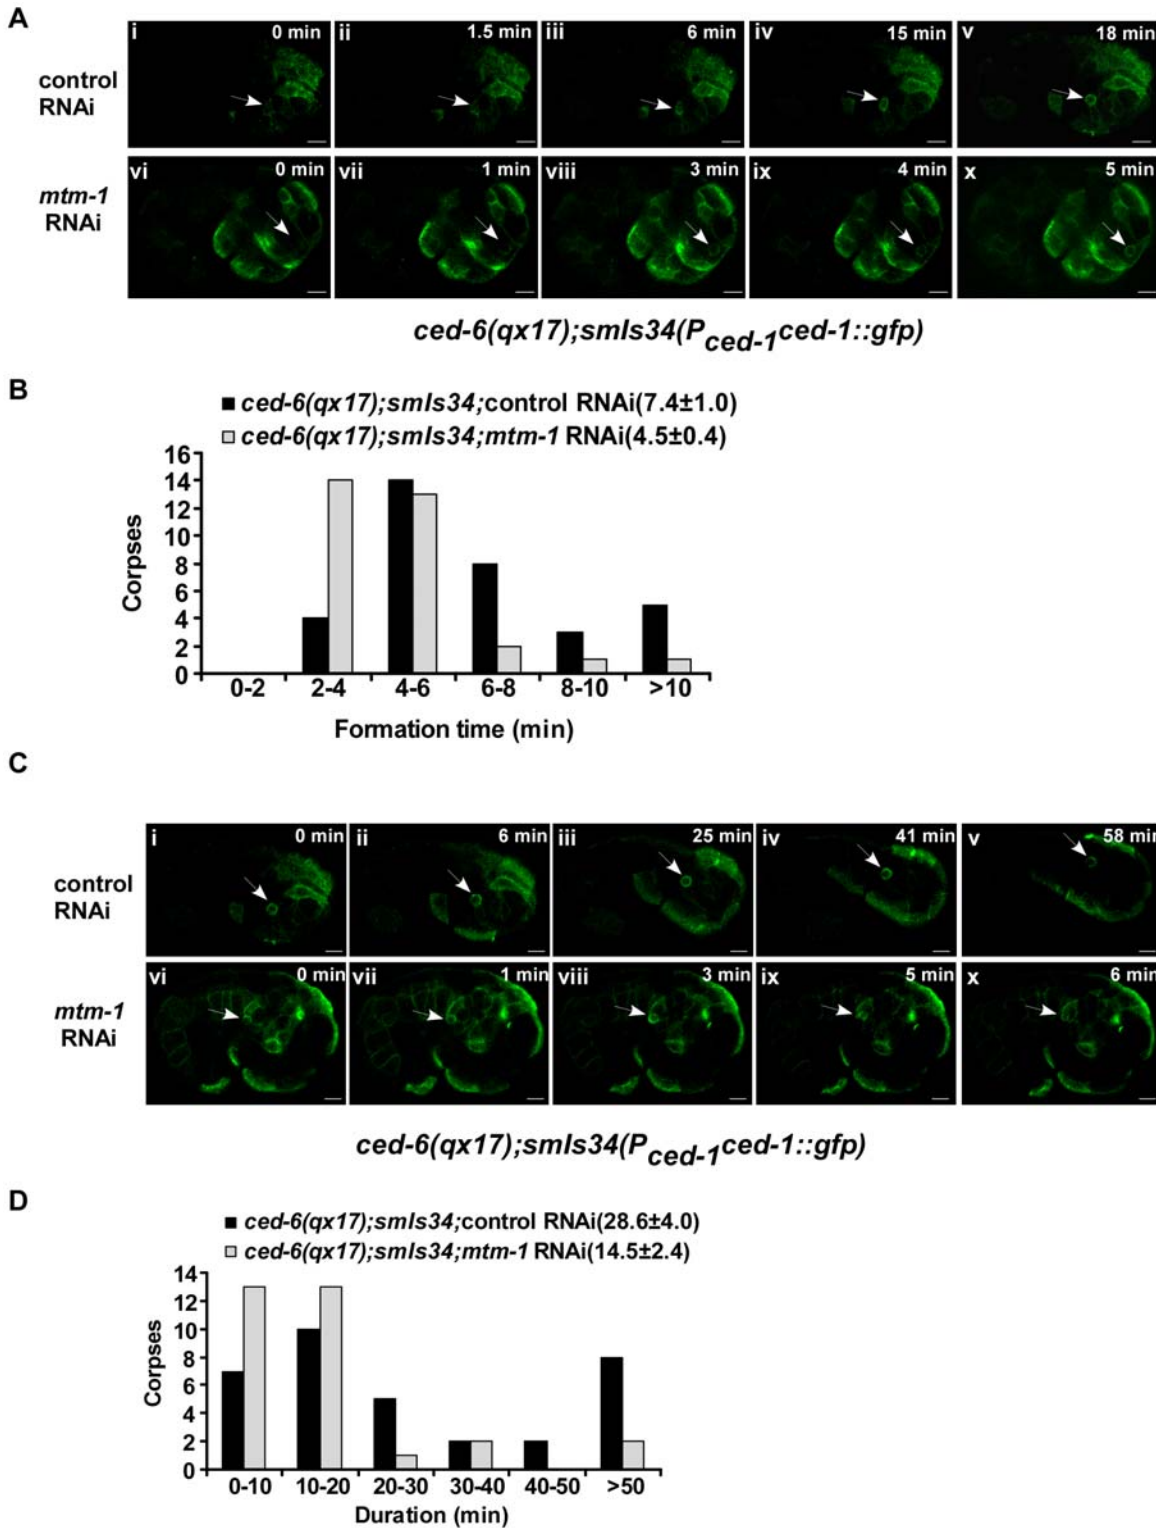 A
control RNAi
i 0 min
ii 1.5 min
iii 6 min
iv 15 min
v 18 min
mtm-1 RNAi
vi 0 min
vii 1 min
viii 3 min
ix 4 min
x 5 min
ced-6(qx17);smIs34(Pced-1ced-1::gfp)
B
ced-6(qx17);smIs34;control RNAi(7.4±1.0)
ced-6(qx17);smIs34;mtm-1 RNAi(4.5±0.4)
Corpses
16
14
12
10
8
6
4
2
0
0-2 2-4 4-6 6-8 8-10 >10
Formation time (min)
C
control RNAi
i 0 min
ii 6 min
iii 25 min
iv 41 min
v 58 min
mtm-1 RNAi
vi 0 min
vii 1 min
viii 3 min
ix 5 min
x 6 min
ced-6(qx17);smIs34(Pced-1ced-1::gfp)
D
ced-6(qx17);smIs34;control RNAi(28.6±4.0)
ced-6(qx17);smIs34;mtm-1 RNAi(14.5±2.4)
Corpses
14
12
10
8
6
4
2
0
0-10 10-20 20-30 30-40 40-50 >50
Duration (min)